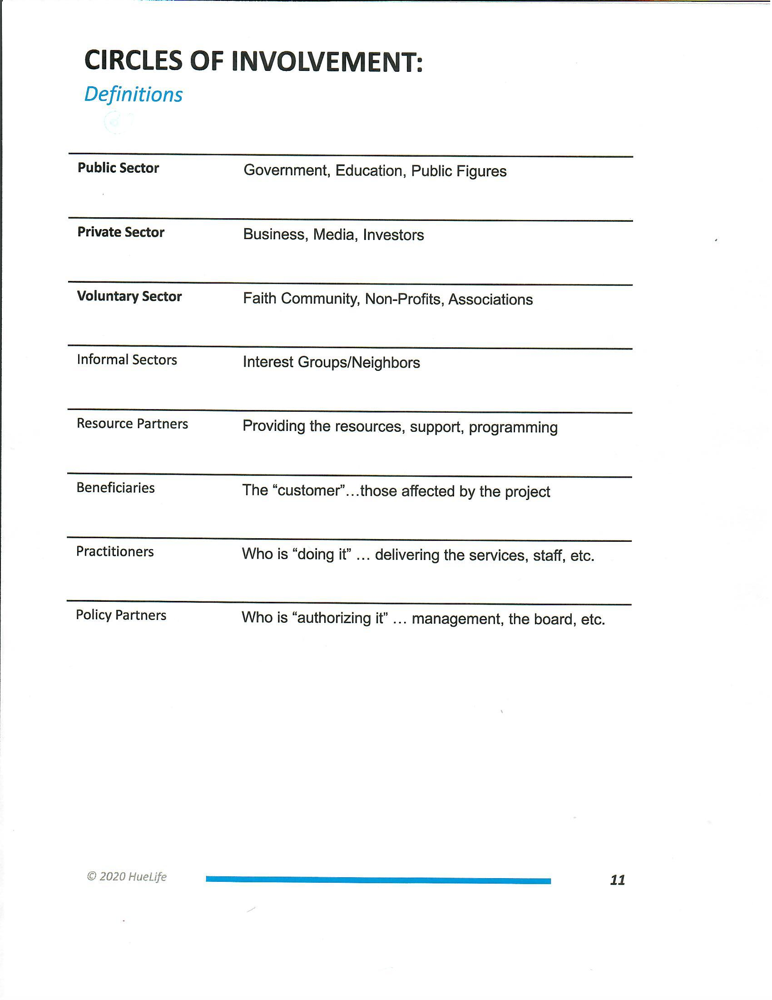 CIRCLES OF INVOLVEMENT:
Definitions
Public Sector Government, Education, Public Figures
Private Sector Business, Media, Investors
Voluntary Sector Faith Community, Non-Profits, Associations
Informal Sectors Interest Groups/Neighbors
Resource Partners Providing the resources, support, programming
Beneficiaries The “customer”...those affected by the project
Practitioners Who is “doing it” ... delivering the services, staff, etc.
Policy Partners Who is “authorizing it” ... management, the board, etc.
© 2020 HueLife 11